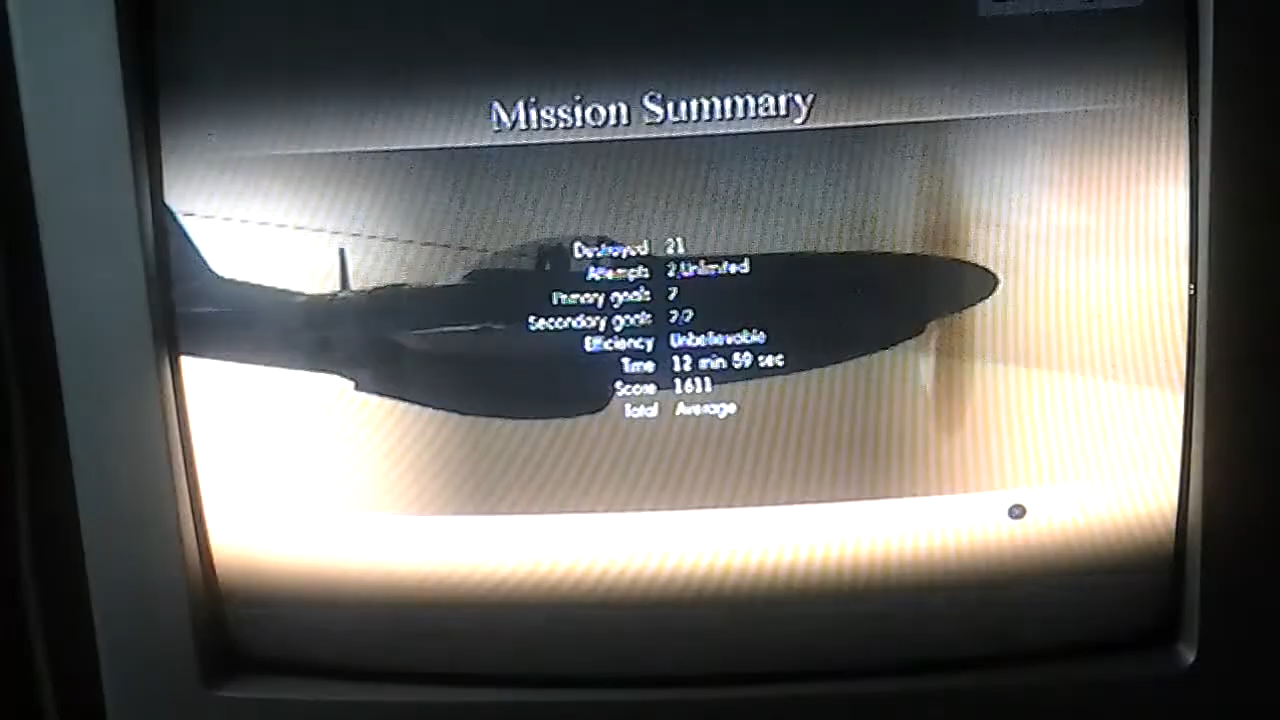 Mission Summary
Destroyed 21
Attempts 2/Unlimited
Primary goals 7
Secondary goals 2/2
Efficiency Unbelievable
Time 12 min 59 sec
Score 1611
Total Average